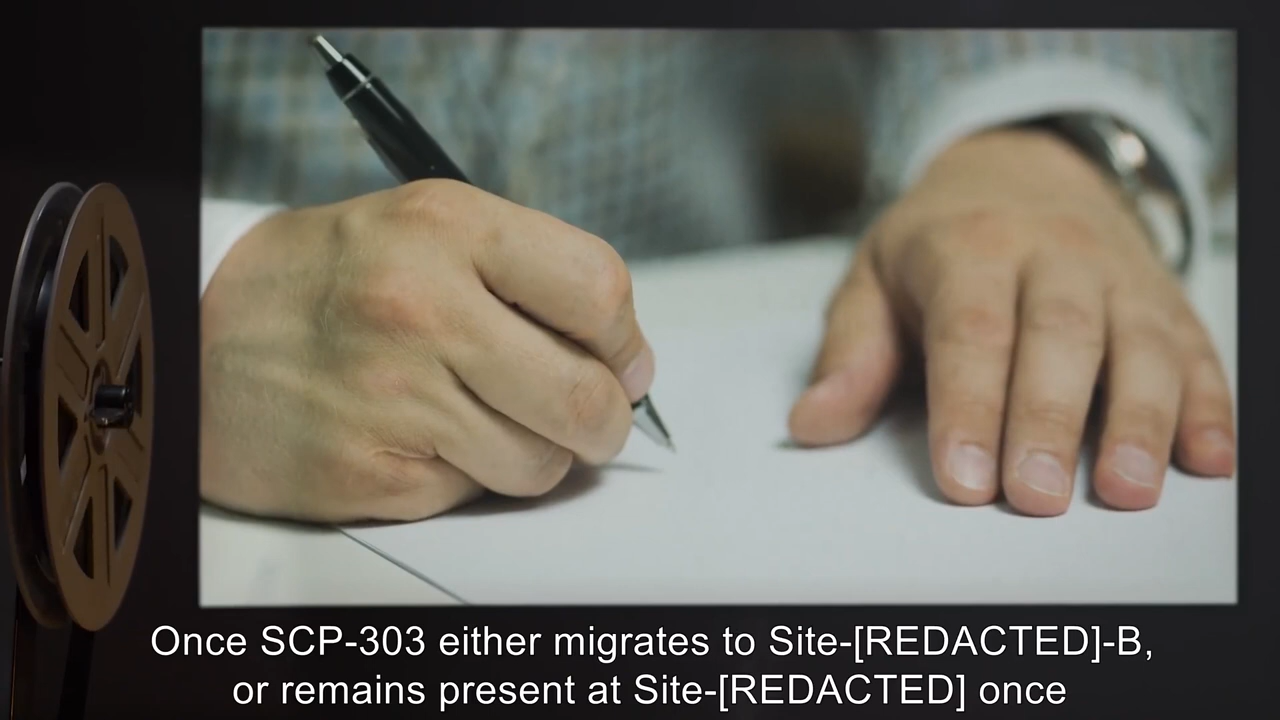 Once SCP-303 either migrates to Site-[REDACTED]-B,
or remains present at Site-[REDACTED] once